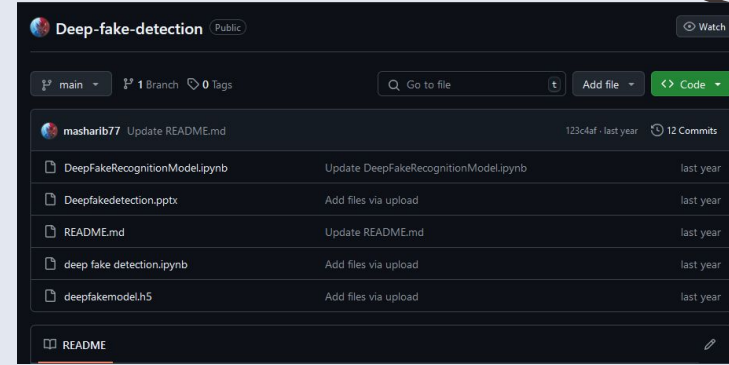 Deep-fake-detection Public Watch
main 1 Branch 0 Tags Go to file t Add file <> Code
masharib77 Update README.md 123c4af · last year 12 Commits
DeepFakeRecognitionModel.ipynb Update DeepFakeRecognitionModel.ipynb last year
Deepfakedetection.pptx Add files via upload last year
README.md Update README.md last year
deep fake detection.ipynb Add files via upload last year
deepfakemodel.h5 Add files via upload last year
README